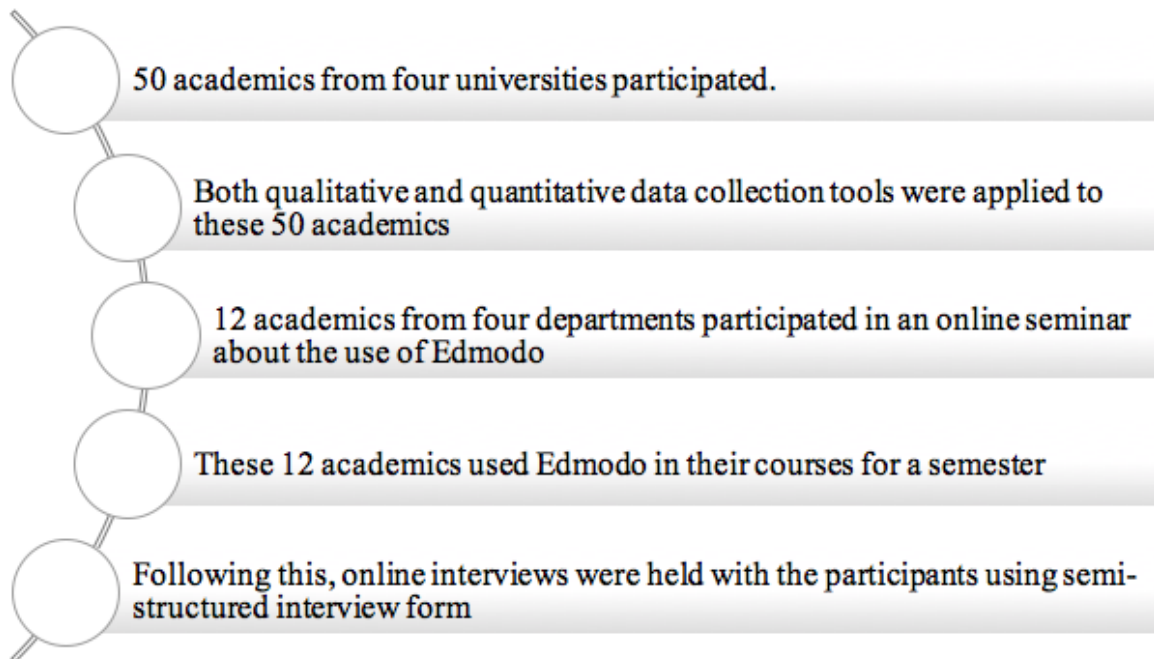 50 academics from four universities participated.
Both qualitative and quantitative data collection tools were applied to
these 50 academics
12 academics from four departments participated in an online seminar
about the use of Edmodo
These 12 academics used Edmodo in their courses for a semester
Following this, online interviews were held with the participants using semi-
structured interview form